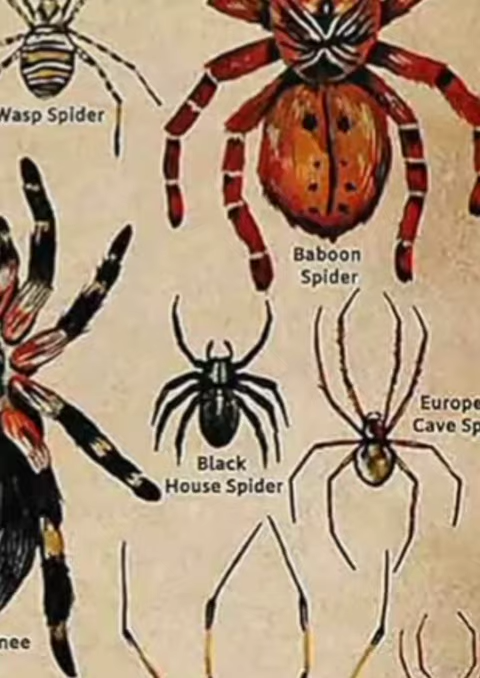 Wasp Spider
Baboon
Spider
Europe
Cave Sp
Black
House Spider
nee